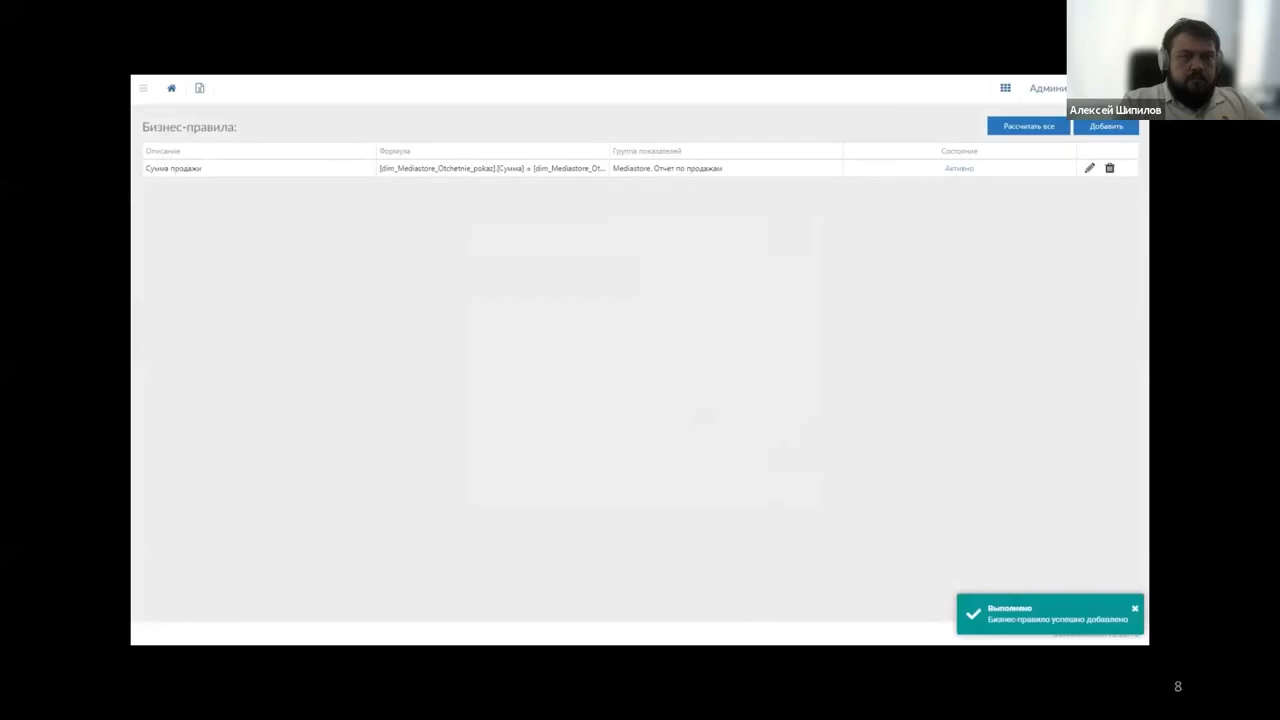 Алексей Шипилов
Админи
Бизнес-правила:
Рассчитать все
Добавить
Описание Формула Группа показателей Состояние
Сумма продажи [dim_Mediastore_Otchetnie_pokaz].[Сумма] = [dim_Mediastore_Ot... Mediastore. Отчет по продажам Активно
Выполнено
Бизнес-правило успешно добавлено
8